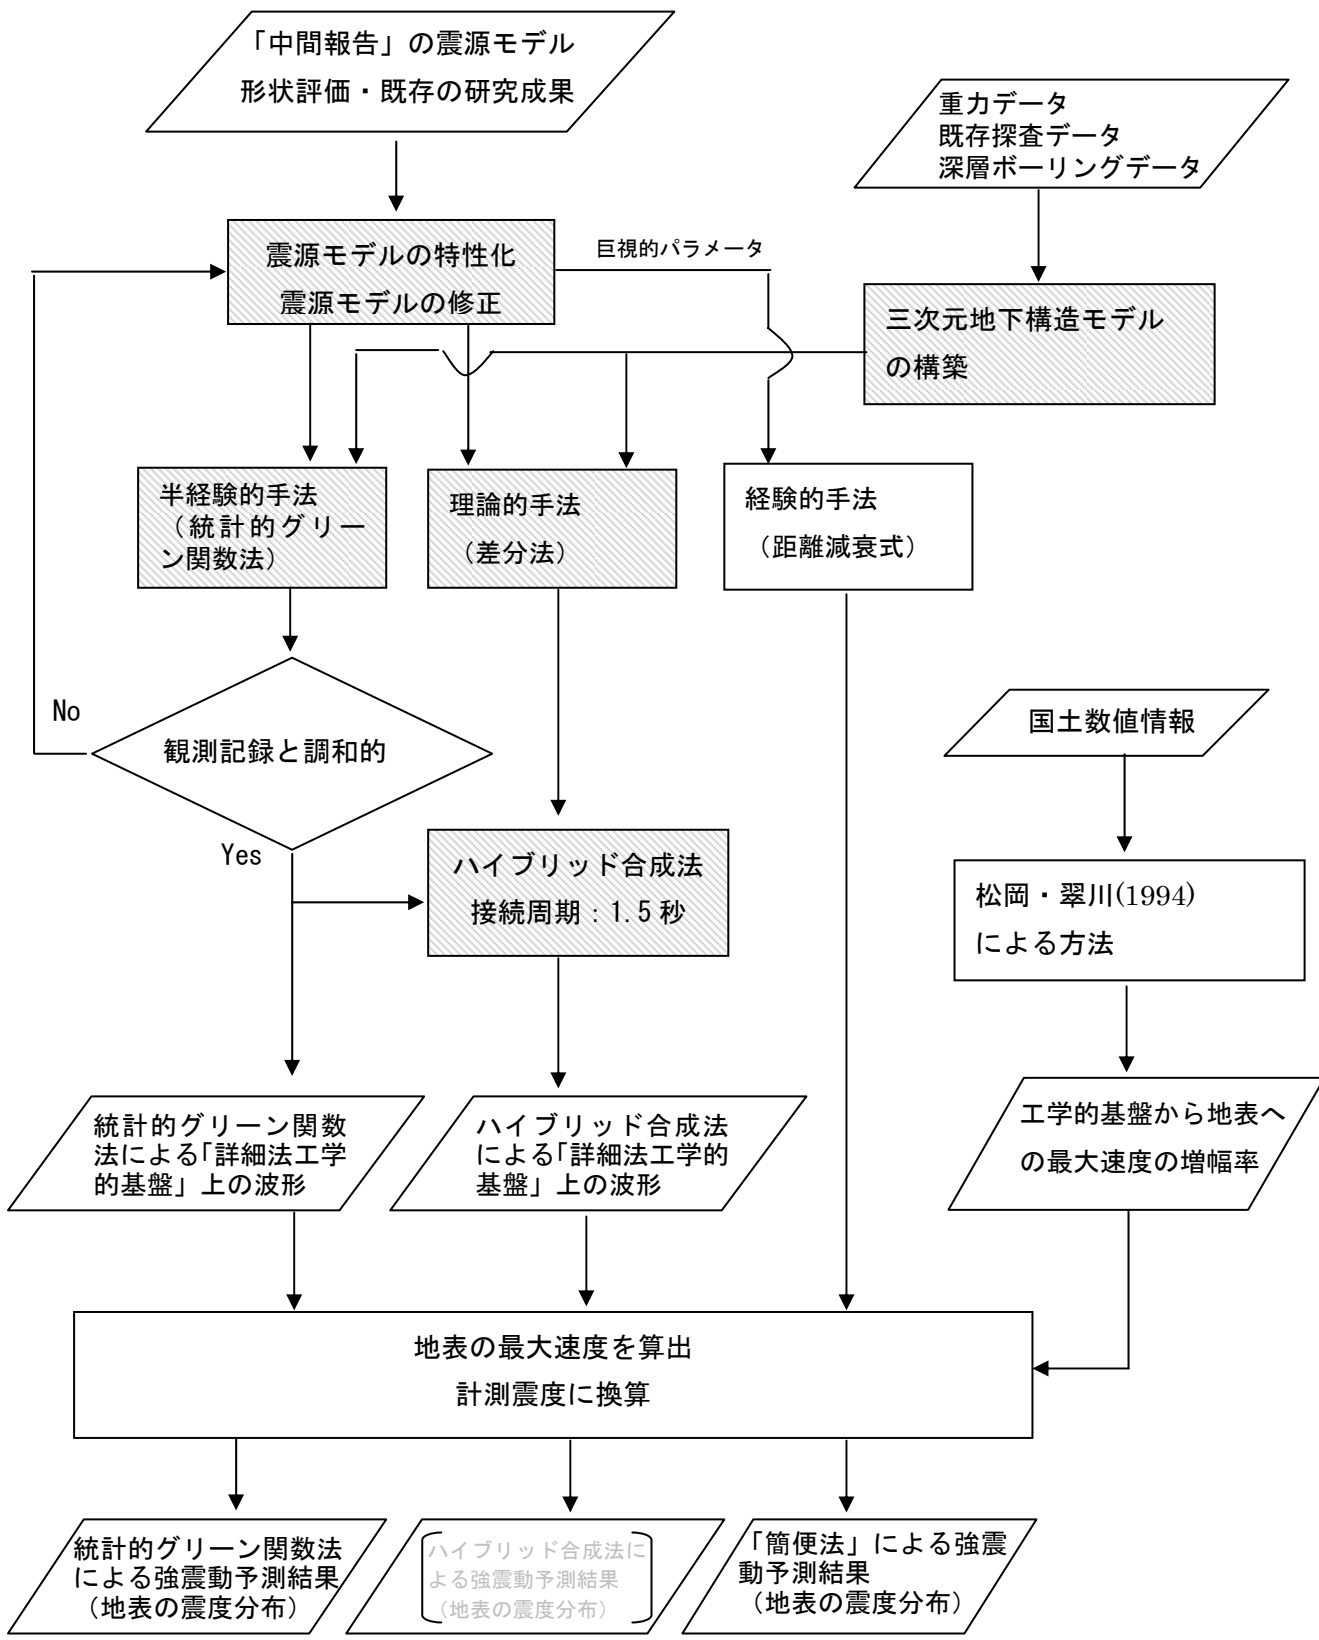 「中間報告」の震源モデル
形状評価・既存の研究成果
重力データ
既存探査データ
深層ボーリングデータ
震源モデルの特性化
震源モデルの修正
巨視的パラメータ
三次元地下構造モデル
の構築
半経験的手法
（統計的グリー
ン関数法）
理論的手法
（差分法）
経験的手法
（距離減衰式）
No
観測記録と調和的
Yes
国土数値情報
ハイブリッド合成法
接続周期：1.5秒
松岡・翠川(1994)
による方法
統計的グリーン関数
法による「詳細法工学
的基盤」上の波形
ハイブリッド合成法
による「詳細法工学的
基盤」上の波形
工学的基盤から地表へ
の最大速度の増幅率
地表の最大速度を算出
計測震度に換算
統計的グリーン関数法
による強震動予測結果
（地表の震度分布）
ハイブリッド合成法に
よる強震動予測結果
（地表の震度分布）
「簡便法」による強震
動予測結果
（地表の震度分布）